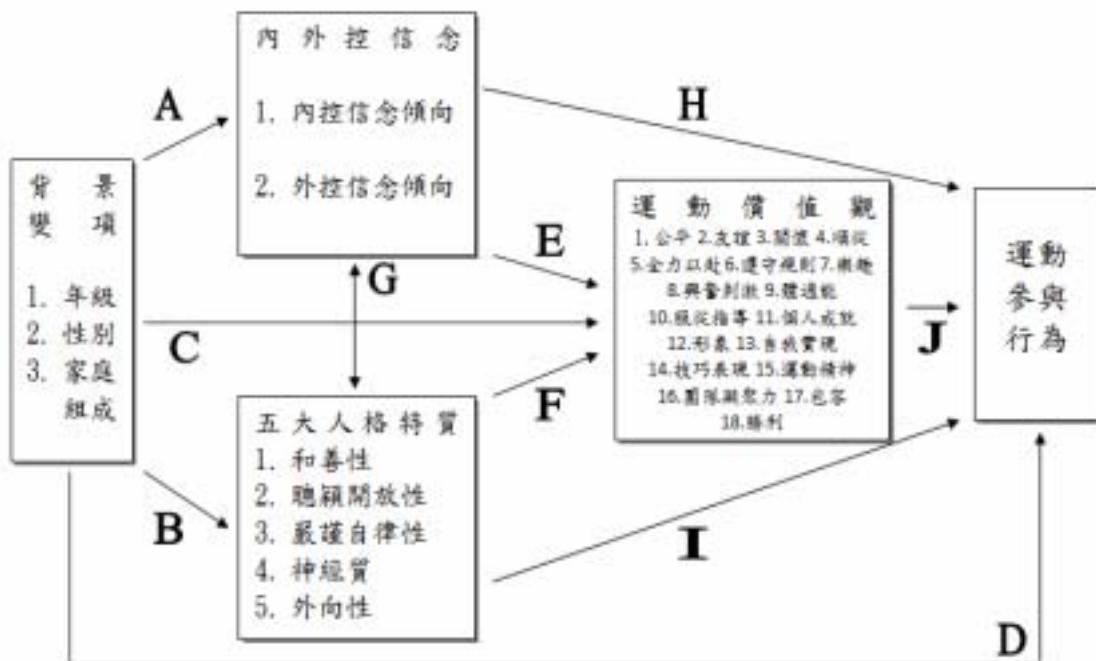 內外控信念
1. 內控信念傾向
2. 外控信念傾向
A
H
背景
變項
1. 年級
2. 性別
3. 家庭
組成
運動價值觀
1. 公平 2.友誼 3.關懷 4.順從
5.全力以赴 6.遵守規則 7.樂趣
8.興奮刺激 9.體適能
10.服從指導 11.個人成就
12.形象 13.自我實現
14.技巧表現 15.運動精神
16.團隊凝聚力 17.包容
18.勝利
運動
參與
行為
E
G
C
J
F
五大人格特質
1. 和善性
2. 聰穎開放性
3. 嚴謹自律性
4. 神經質
5. 外向性
B
I
D